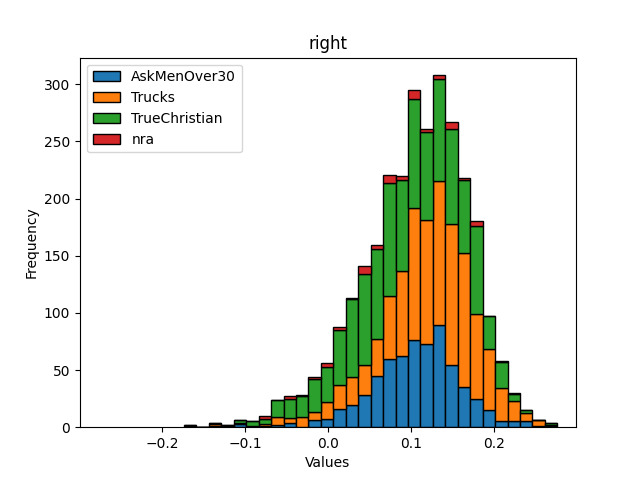 right
AskMenOver30
Trucks
TrueChristian
nra
300
250
200
150
100
50
0
Frequency
−0.2 −0.1 0.0 0.1 0.2
Values